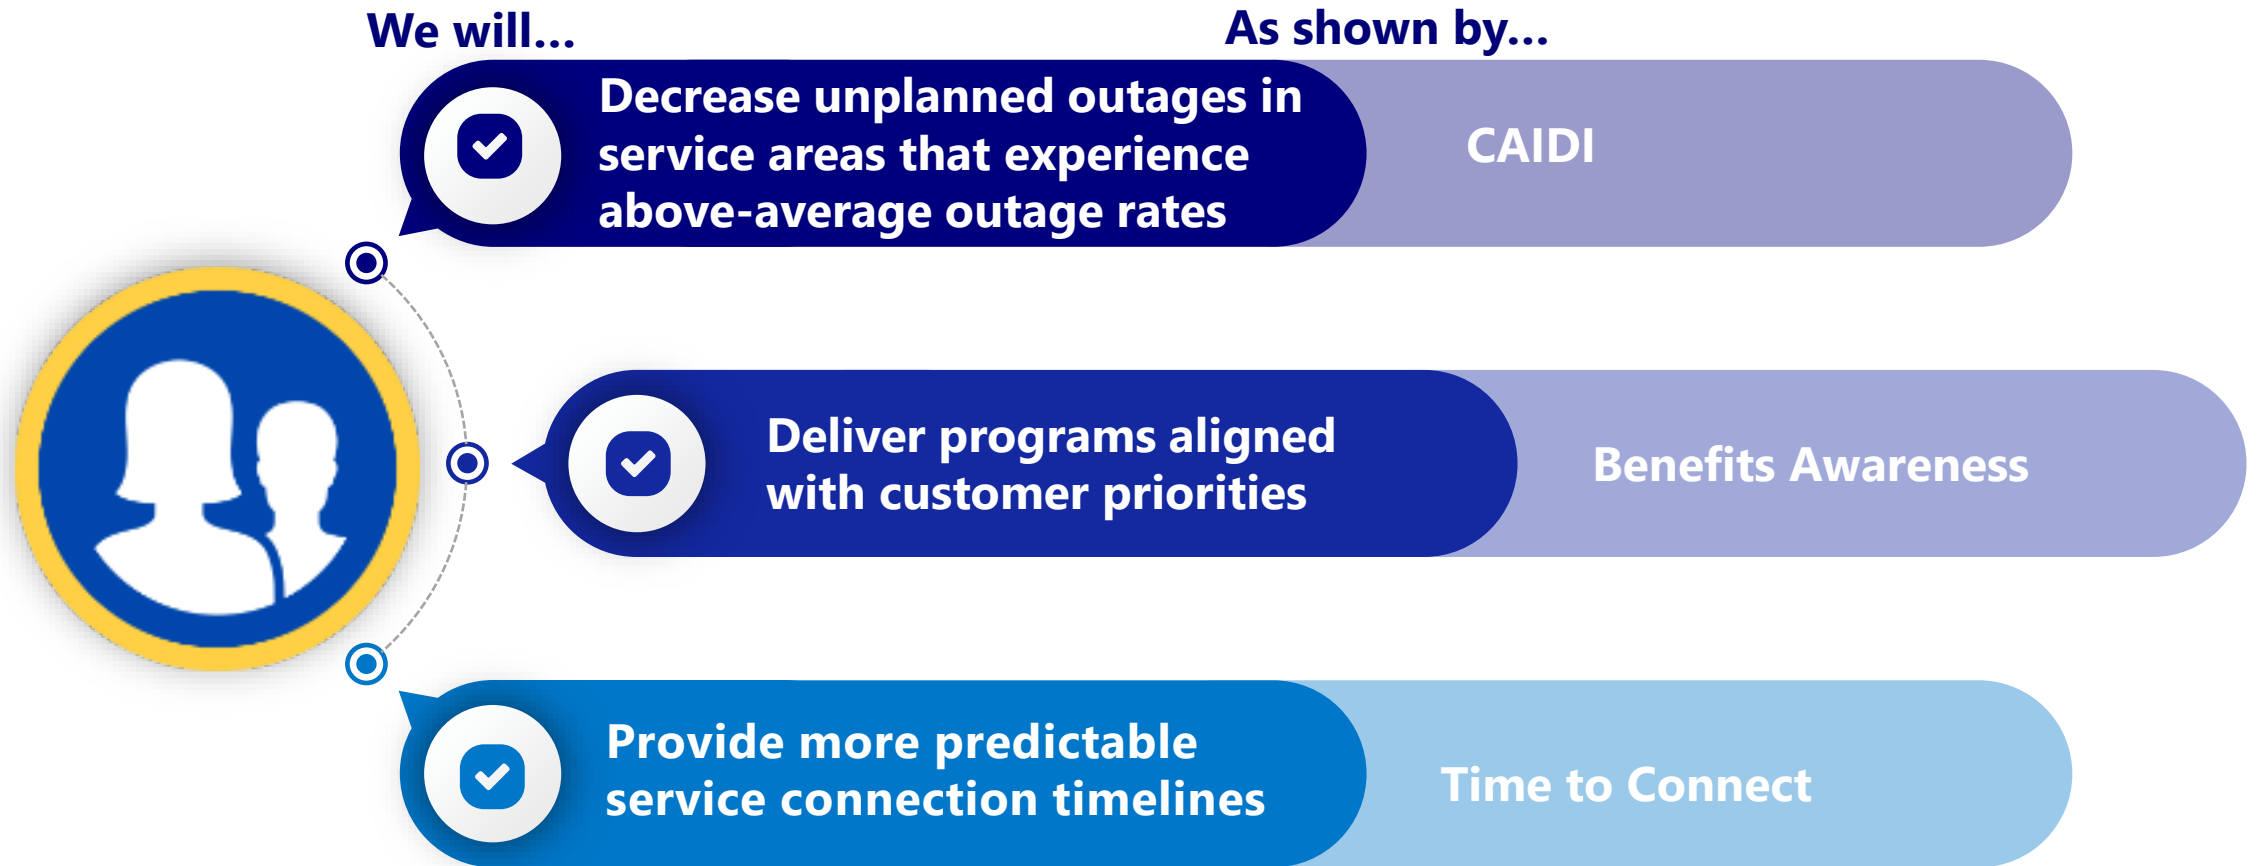 We will...
As shown by...
Decrease unplanned outages in
service areas that experience
above-average outage rates
CAIDI
Deliver programs aligned
with customer priorities
Benefits Awareness
Provide more predictable
service connection timelines
Time to Connect